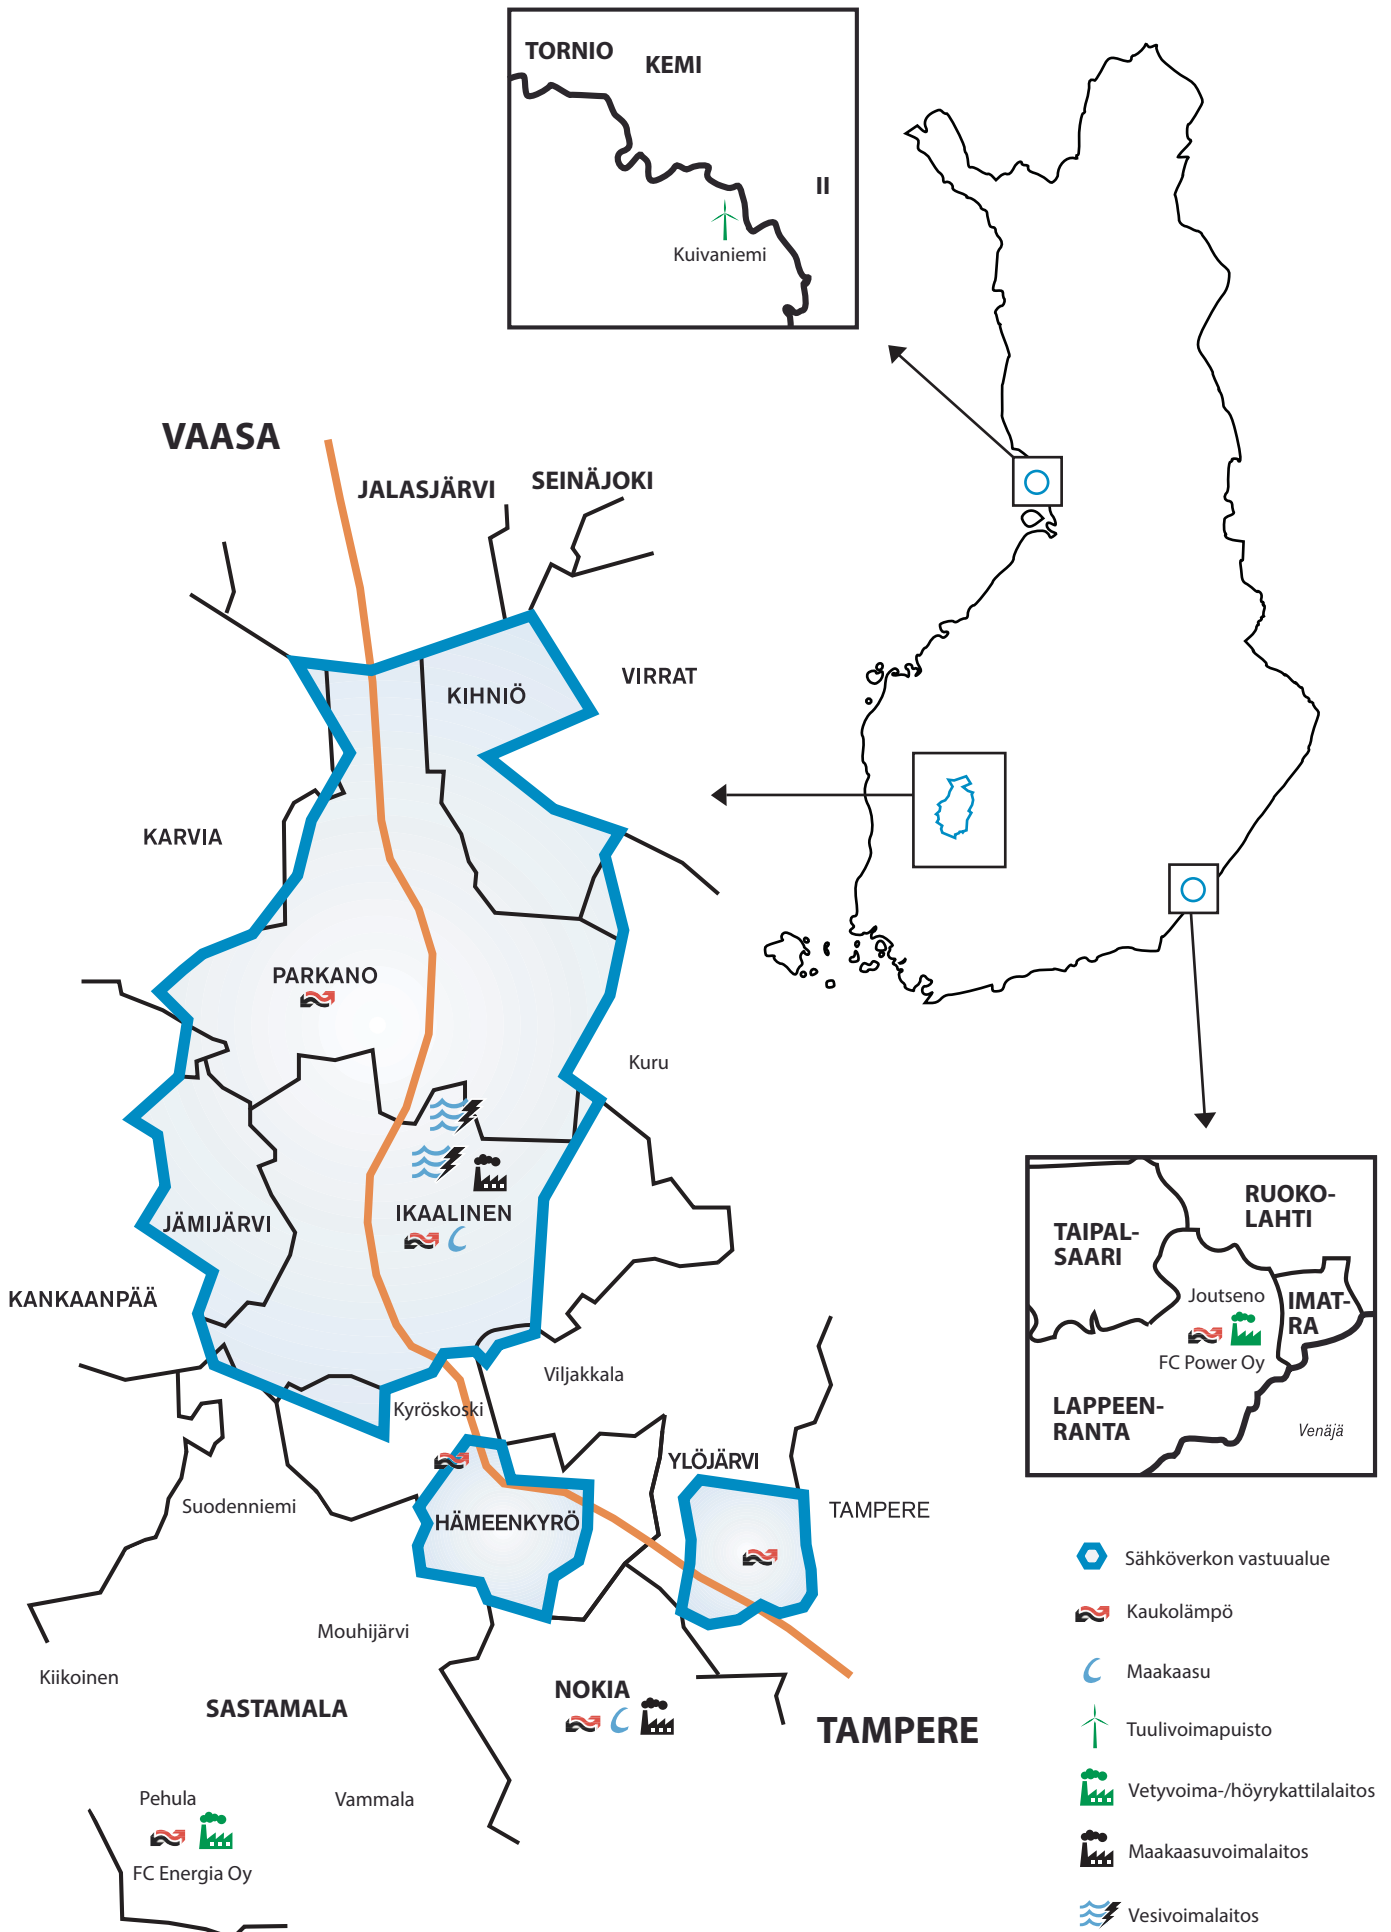 TORNIO
KEMI
II
Kuivaniemi
VAASA
JALASJÄRVI
SEINÄJOKI
VIRRAT
KIHNIÖ
KARVIA
PARKANO
Kuru
IKAALINEN
JÄMIJÄRVI
KANKAANPÄÄ
Viljakkala
Kyröskoski
YLÖJÄRVI
Suodenniemi
HÄMEENKYRÖ
TAMPERE
Mouhijärvi
Kiikoinen
SASTAMALA
NOKIA
TAMPERE
Pehula
Vammala
FC Energia Oy
RUOKO-
LAHTI
TAIPAL-
SAARI
Joutseno
IMAT-
RA
FC Power Oy
LAPPEEN-
RANTA
Venäjä
Sähköverkon vastuualue
Kaukolämpö
Maakaasu
Tuulivoimapuisto
Vetyvoima-/höyrykattilalaitos
Maakaasuvoimalaitos
Vesivoimalaitos